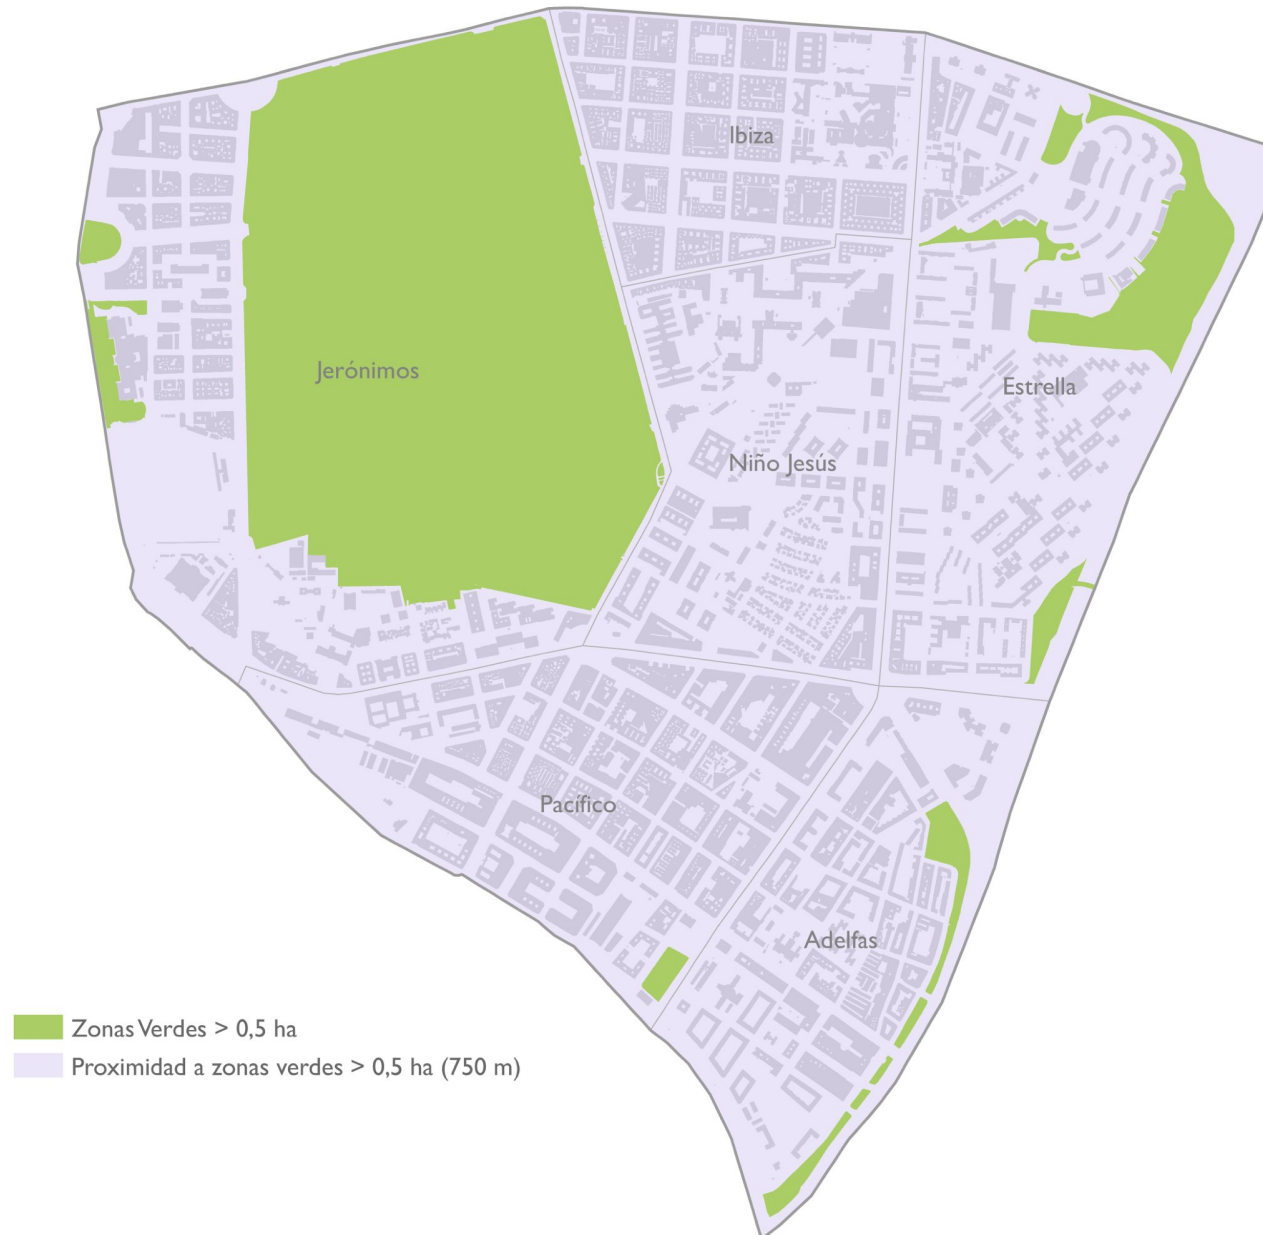 Ibiza
Jerónimos
Estrella
Niño Jesús
Pacífico
Adelfas
Zonas Verdes > 0,5 ha
Proximidad a zonas verdes > 0,5 ha (750 m)